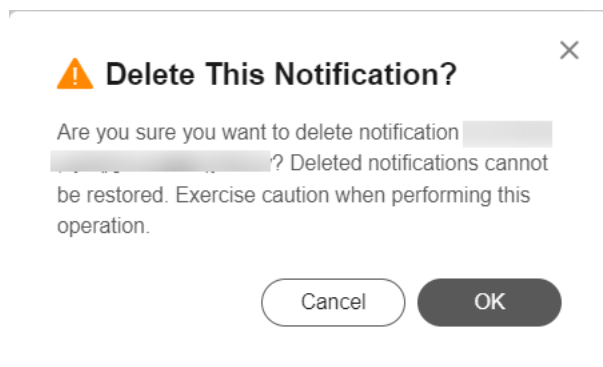 Delete This Notification?
Are you sure you want to delete notification
? Deleted notifications cannot
be restored. Exercise caution when performing this
operation.
Cancel
OK